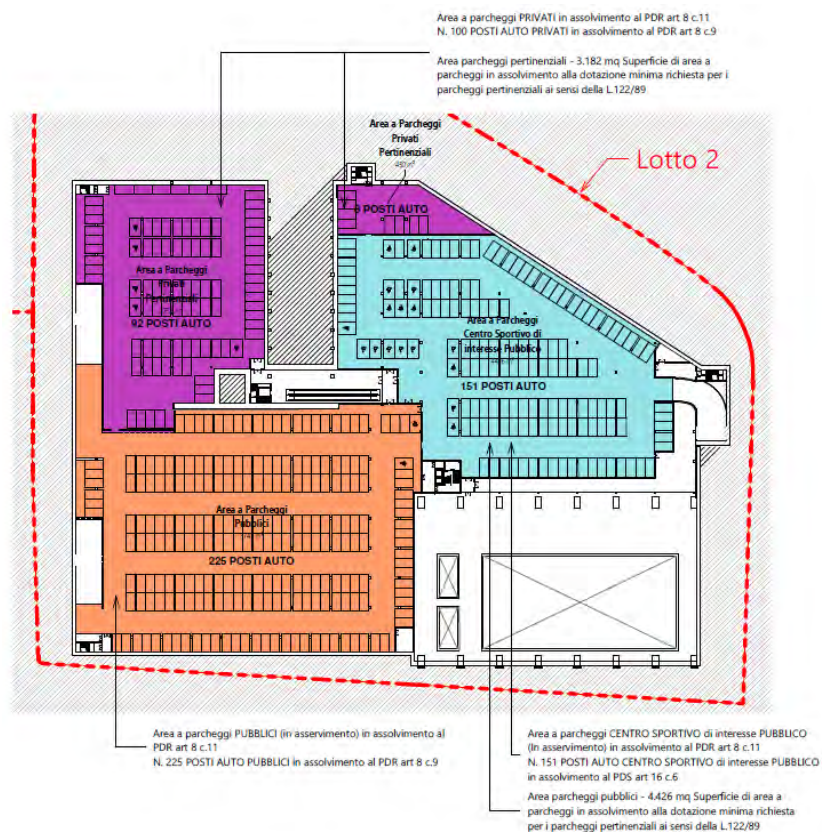 Area a parcheggi PRIVATI in assolvimento al PDR art 8 c.11
N. 100 POSTI AUTO PRIVATI in assolvimento al PDR art 8 c.9
Area parcheggi pertinenziali - 3.182 mq Superficie di area a
parcheggi in assolvimento alla dotazione minima richiesta per i
parcheggi pertinenziali ai sensi della L.122/89
Area a Parcheggi
Privati
Pertinenziali
Lotto 2
8 POSTI AUTO
Area a Parcheggi
Privati
Pertinenziali
92 POSTI AUTO
Area a Parcheggi
Centro Sportivo di
interesse Pubblico
151 POSTI AUTO
Area a Parcheggi
Pubblici
225 POSTI AUTO
Area a parcheggi PUBBLICI (in asservimento) in assolvimento al
PDR art 8 c.11
N. 225 POSTI AUTO PUBBLICI in assolvimento al PDR art 8 c.9
Area a parcheggi CENTRO SPORTIVO di interesse PUBBLICO
(In asservimento) in assolvimento al PDR art 8 c.11
N. 151 POSTI AUTO CENTRO SPORTIVO di interesse PUBBLICO
in assolvimento al PDS art 16 c.6
Area parcheggi pubblici - 4.426 mq Superficie di area a
parcheggi in assolvimento alla dotazione minima richiesta
per i parcheggi pertinenziali ai sensi della L.122/89